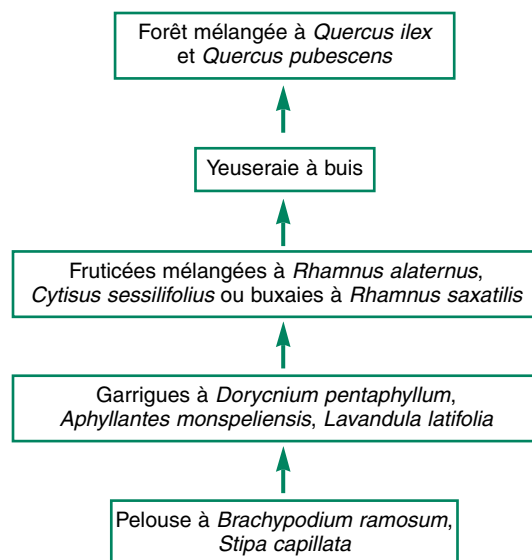 Forêt mélangée à Quercus ilex
et Quercus pubescens
Yeuseraie à buis
Fruticées mélangées à Rhamnus alaternus,
Cytisus sessilifolius ou buxaies à Rhamnus saxatilis
Garrigues à Dorycnium pentaphyllum,
Aphyllantes monspeliensis, Lavandula latifolia
Pelouse à Brachypodium ramosum,
Stipa capillata